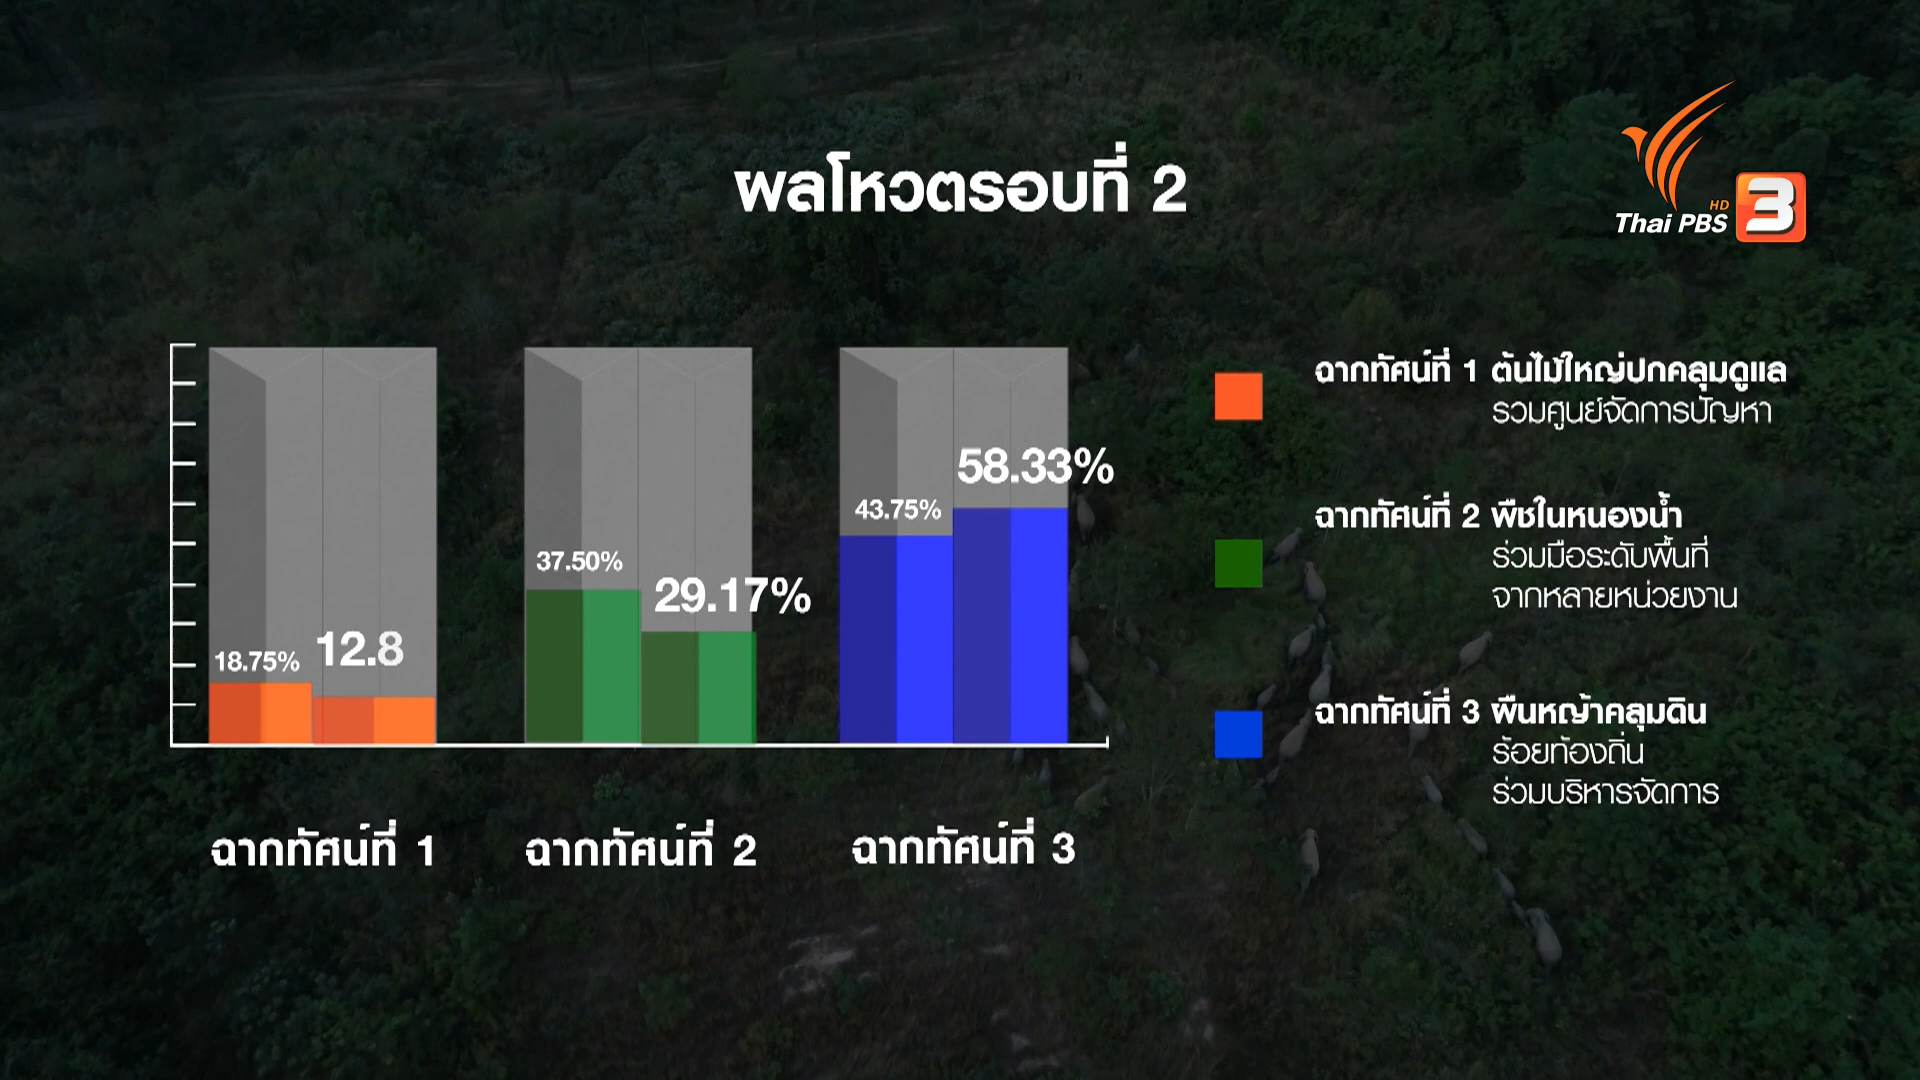 ผลโหวตรอบที่ 2
HD
Thai PBS 3
18.75%
12.8
37.50%
29.17%
43.75%
58.33%
ฉากทัศน์ที่ 1
ฉากทัศน์ที่ 2
ฉากทัศน์ที่ 3
ฉากทัศน์ที่ 1 ต้นไม้ใหญ่ปกคลุมดูแล
รวมศูนย์จัดการปัญหา
ฉากทัศน์ที่ 2 พืชในหนองน้ำ
ร่วมมือระดับพื้นที่
จากหลายหน่วยงาน
ฉากทัศน์ที่ 3 ผืนหญ้าคลุมดิน
ร้อยท้องถิ่น
ร่วมบริหารจัดการ